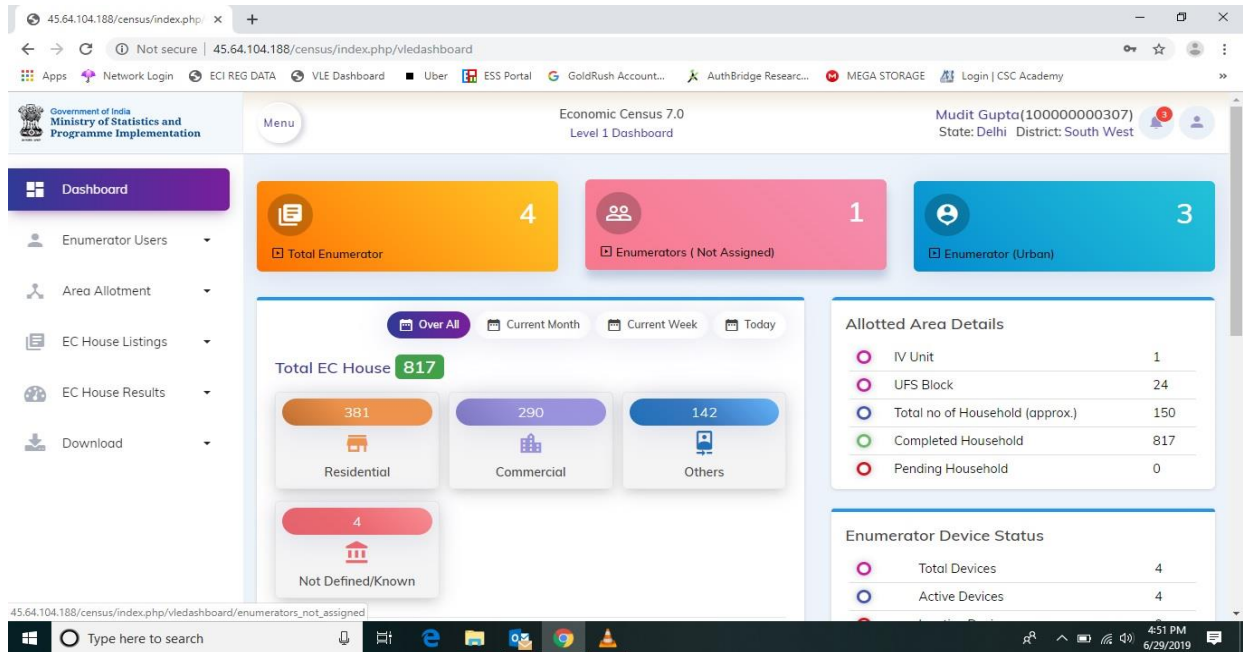 45.64.104.188/census/index.php/
Not secure | 45.64.104.188/census/index.php/vledashboard
Apps Network Login ECI REG DATA VLE Dashboard Uber ESS Portal GoldRush Account... AuthBridge Researc... MEGA STORAGE Login | CSC Academy »
Government of India
Ministry of Statistics and
Programme Implementation
Menu
Economic Census 7.0
Level 1 Dashboard
Mudit Gupta(100000000307)
State: Delhi District: South West
3
Dashboard
Enumerator Users
Area Allotment
EC House Listings
EC House Results
Download
4
Total Enumerator
1
Enumerators ( Not Assigned)
3
Enumerator (Urban)
Over All Current Month Current Week Today
Total EC House 817
381
Residential
290
Commercial
142
Others
4
Not Defined/Known
Allotted Area Details
IV Unit 1
UFS Block 24
Total no of Household (approx.) 150
Completed Household 817
Pending Household 0
Enumerator Device Status
Total Devices 4
Active Devices 4
45.64.104.188/census/index.php/vledashboard/enumerators_not_assigned
Type here to search
4:51 PM
6/29/2019